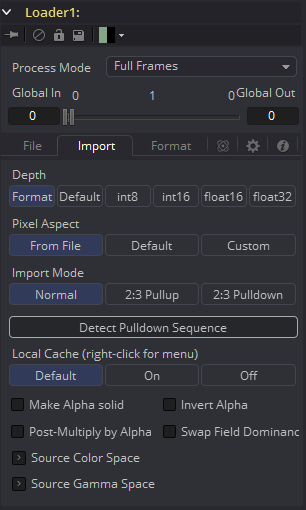 Loader1:
Process Mode Full Frames
Global In 0 1 0 Global Out
0 0
File Import Format
Depth
Format Default int8 int16 float16 float32
Pixel Aspect
From File Default Custom
Import Mode
Normal 2:3 Pullup 2:3 Pulldown
Detect Pulldown Sequence
Local Cache (right-click for menu)
Default On Off
Make Alpha solid Invert Alpha
Post-Multiply by Alpha Swap Field Dominanc
Source Color Space
Source Gamma Space